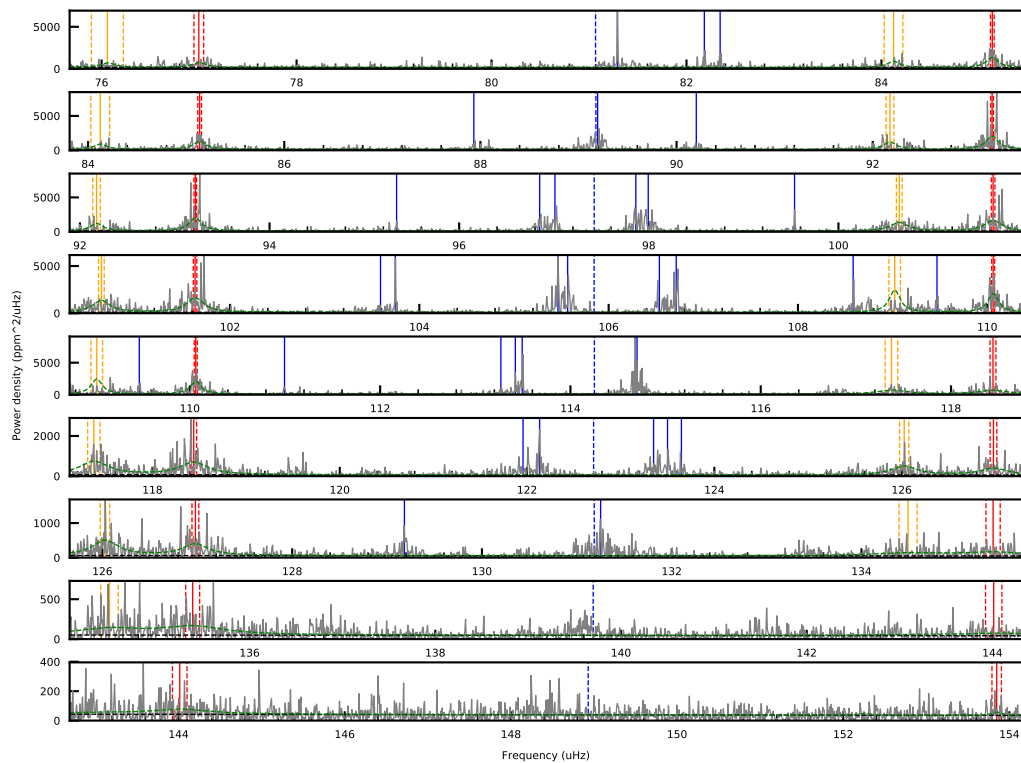 5000
0
76 78 80 82 84
5000
0
84 86 88 90 92
5000
0
92 94 96 98 100
5000
0
102 104 106 108 110
5000
0
110 112 114 116 118
2000
0
118 120 122 124 126
1000
0
126 128 130 132 134
500
0
136 138 140 142 144
400
200
0
144 146 148 150 152 154
Power density (ppm^2/uHz)
Frequency (uHz)